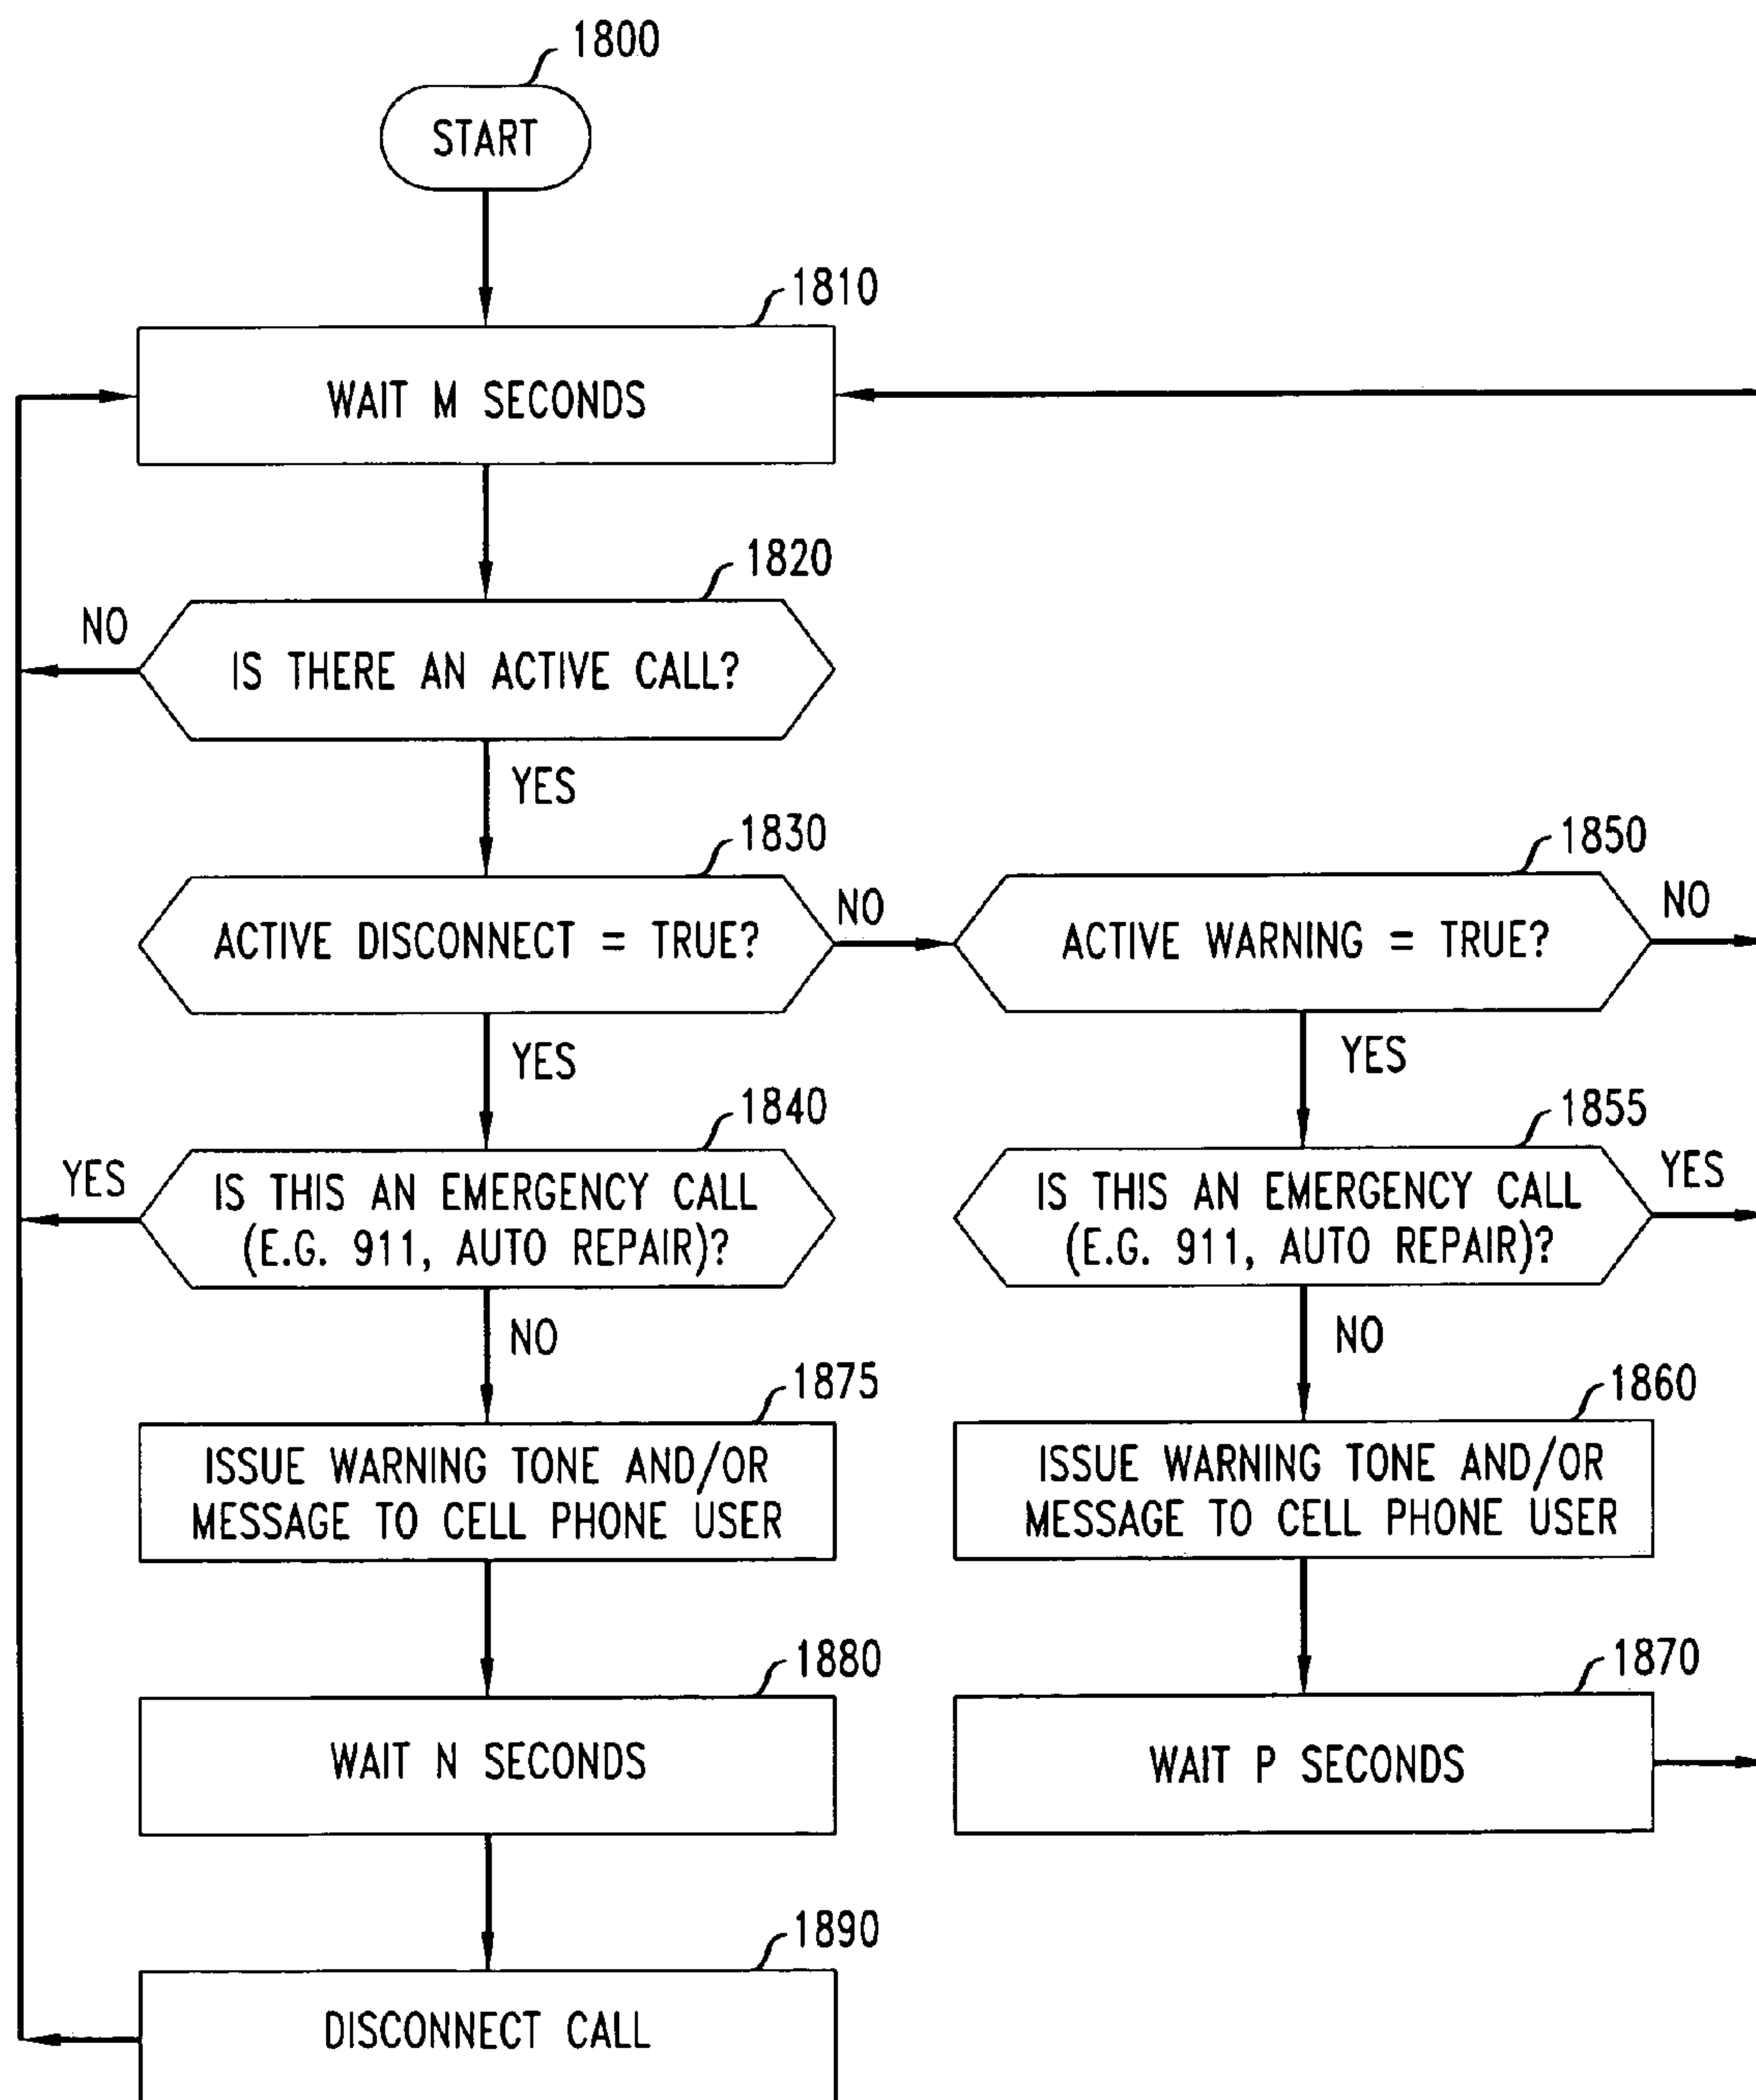 1800
START
1810
WAIT M SECONDS
1820
NO
IS THERE AN ACTIVE CALL?
YES
1830
1850
ACTIVE DISCONNECT = TRUE?
NO
ACTIVE WARNING = TRUE?
NO
YES
YES
1840
1855
YES
IS THIS AN EMERGENCY CALL
(E.G. 911, AUTO REPAIR)?
IS THIS AN EMERGENCY CALL
(E.G. 911, AUTO REPAIR)?
YES
NO
NO
1875
1860
ISSUE WARNING TONE AND/OR
MESSAGE TO CELL PHONE USER
ISSUE WARNING TONE AND/OR
MESSAGE TO CELL PHONE USER
1880
1870
WAIT N SECONDS
WAIT P SECONDS
1890
DISCONNECT CALL